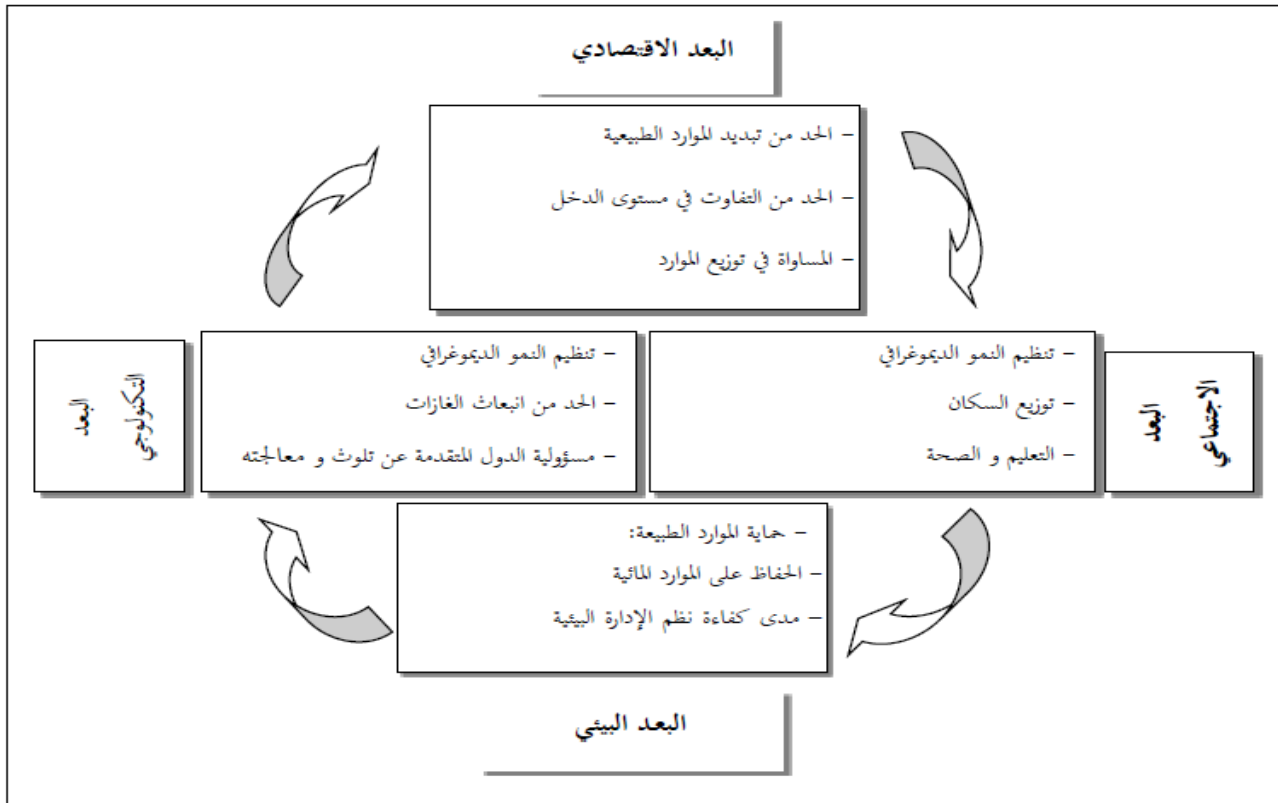 البعد الاقتصادي
– الحد من تبديد الموارد الطبيعية
– الحد من التفاوت في مستوى الدخل
– المساواة في توزيع الموارد
البعد
الاجتماعي
– تنظيم النمو الديموغرافي
– توزيع السكان
– التعليم و الصحة
– تنظيم النمو الديموغرافي
– الحد من انبعاث الغازات
– مسؤولية الدول المتقدمة عن تلوث و معالجته
البعد
التكنولوجي
– حماية الموارد الطبيعة:
– الحفاظ على الموارد المائية
– مدى كفاءة نظم الإدارة البيئية
البعد البيئي